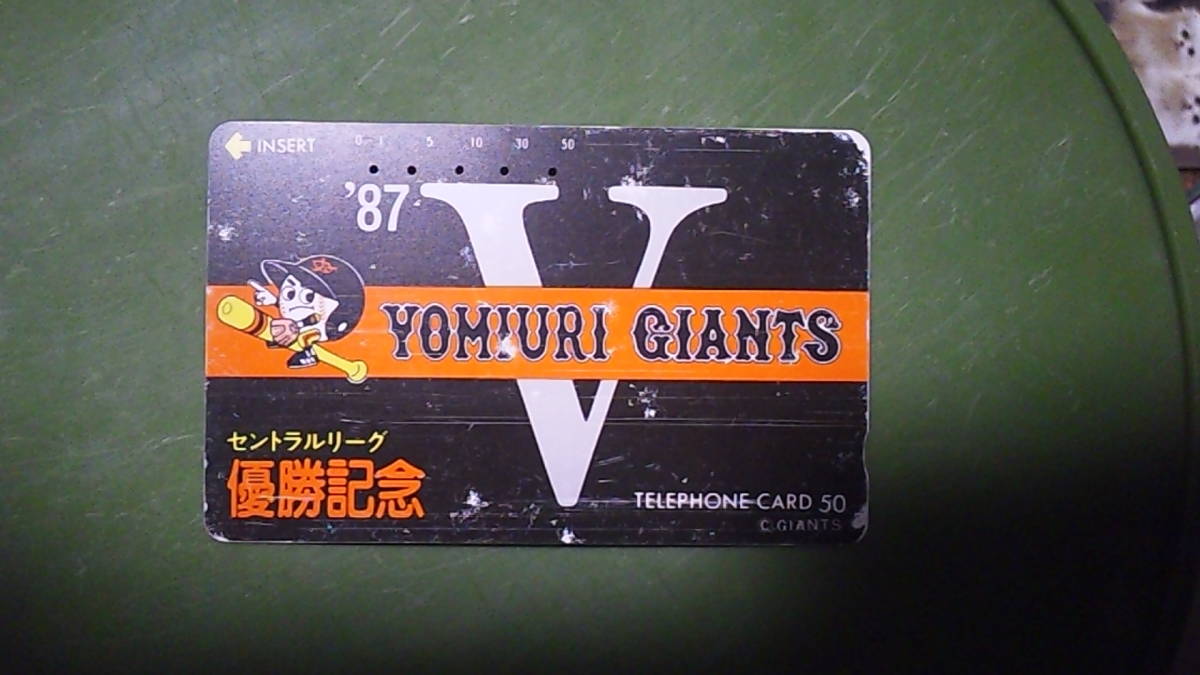 INSERT
0 1 5 10 30 50
'87
V
YOMIURI GIANTS
セントラルリーグ
優勝記念
TELEPHONE CARD 50
C.GIANTS